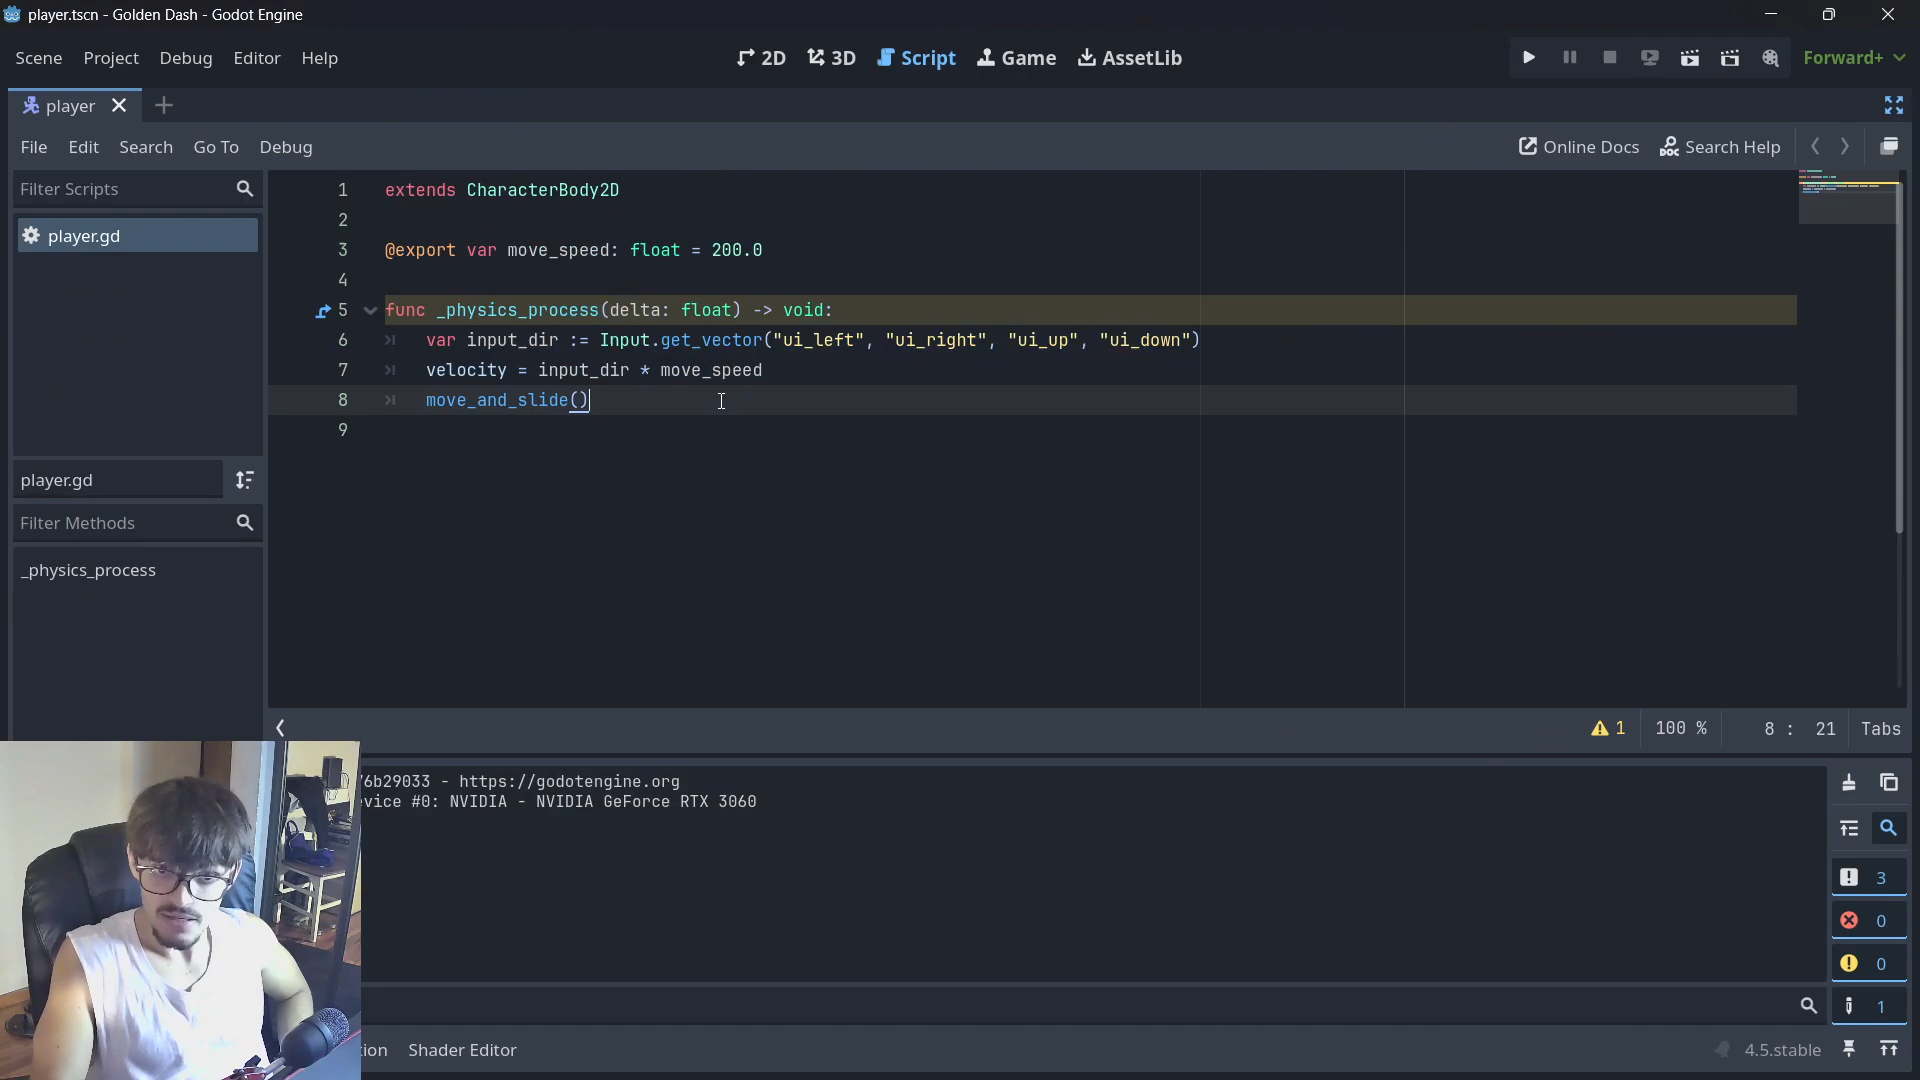 player.tscn - Golden Dash - Godot Engine
Scene Project Debug Editor Help
2D 3D Script Game AssetLib
Forward+
player
File Edit Search Go To Debug
Online Docs Search Help
Filter Scripts
player.gd
player.gd
Filter Methods
_physics_process
1 extends CharacterBody2D
2
3 @export var move_speed: float = 200.0
4
5 func _physics_process(delta: float) -> void:
6 var input_dir := Input.get_vector("ui_left", "ui_right", "ui_up", "ui_down")
7 velocity = input_dir * move_speed
8 move_and_slide()
9
1 100 % 8 : 21 Tabs
76b29033 - https://godotengine.org
vice #0: NVIDIA - NVIDIA GeForce RTX 3060
3
0
0
1
tion Shader Editor
4.5.stable